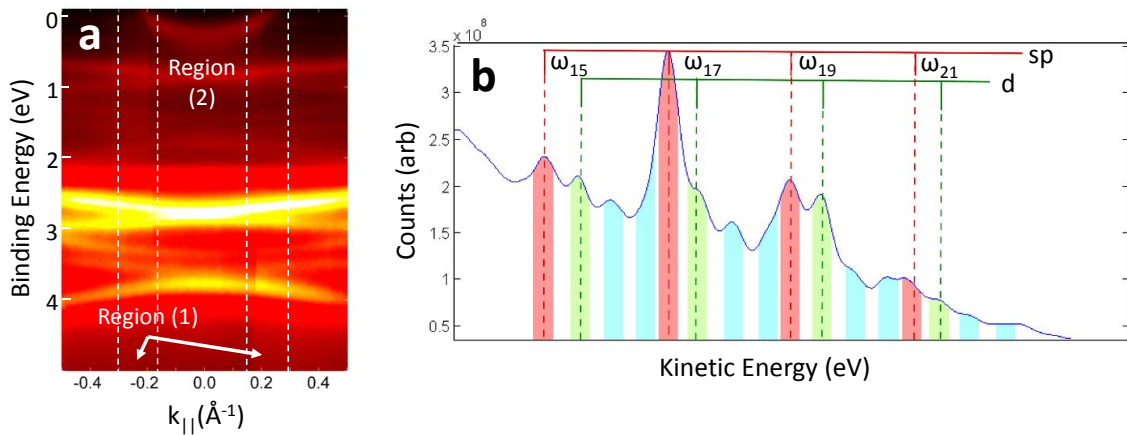 a
0
1
2
3
4
Binding Energy (eV)
Region
(2)
Region (1)
-0.4 -0.2 0.0 0.2 0.4
k||(Å-1)
b
x 10⁸
3.5
3
2.5
2
1.5
1
0.5
Counts (arb)
ω15 ω17 ω19 ω21 sp
d
Kinetic Energy (eV)